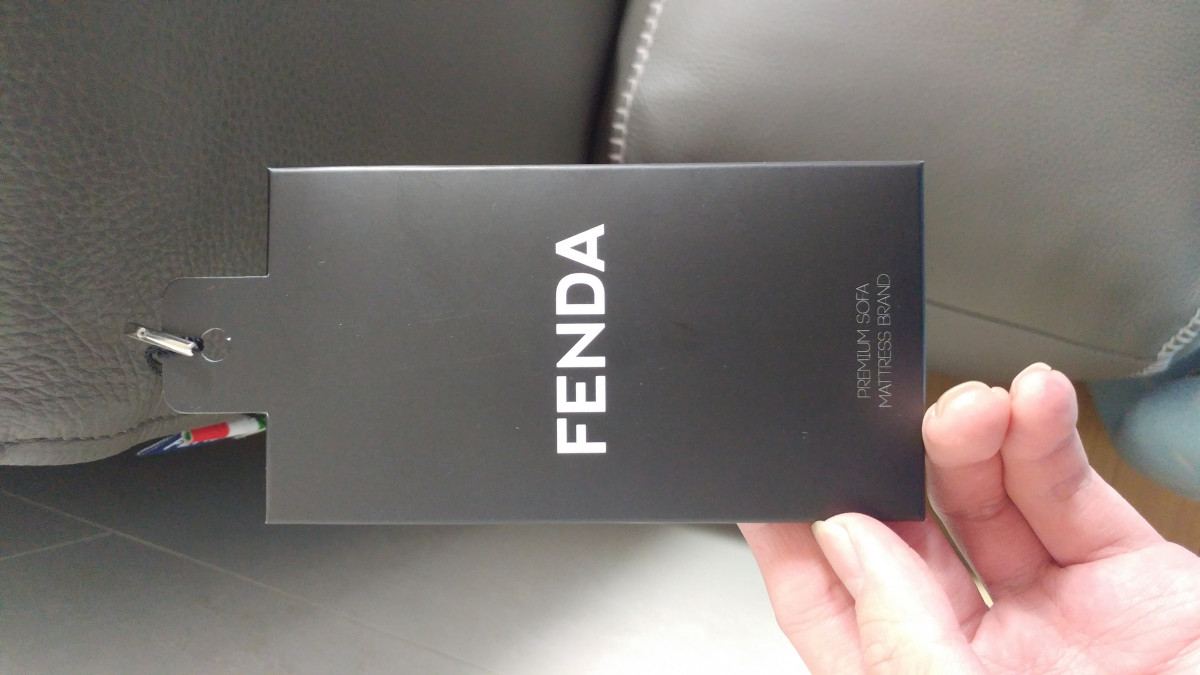 FENDA
PREMIUM SOFA
MATTRESS BRAND